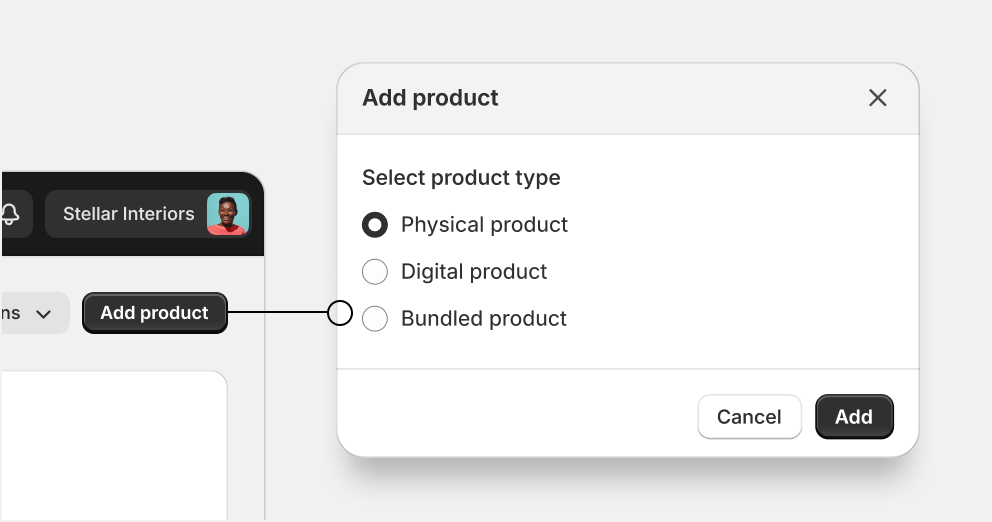 Add product
Select product type
Physical product
Digital product
Bundled product
Cancel
Add
Stellar Interiors
ns
Add product